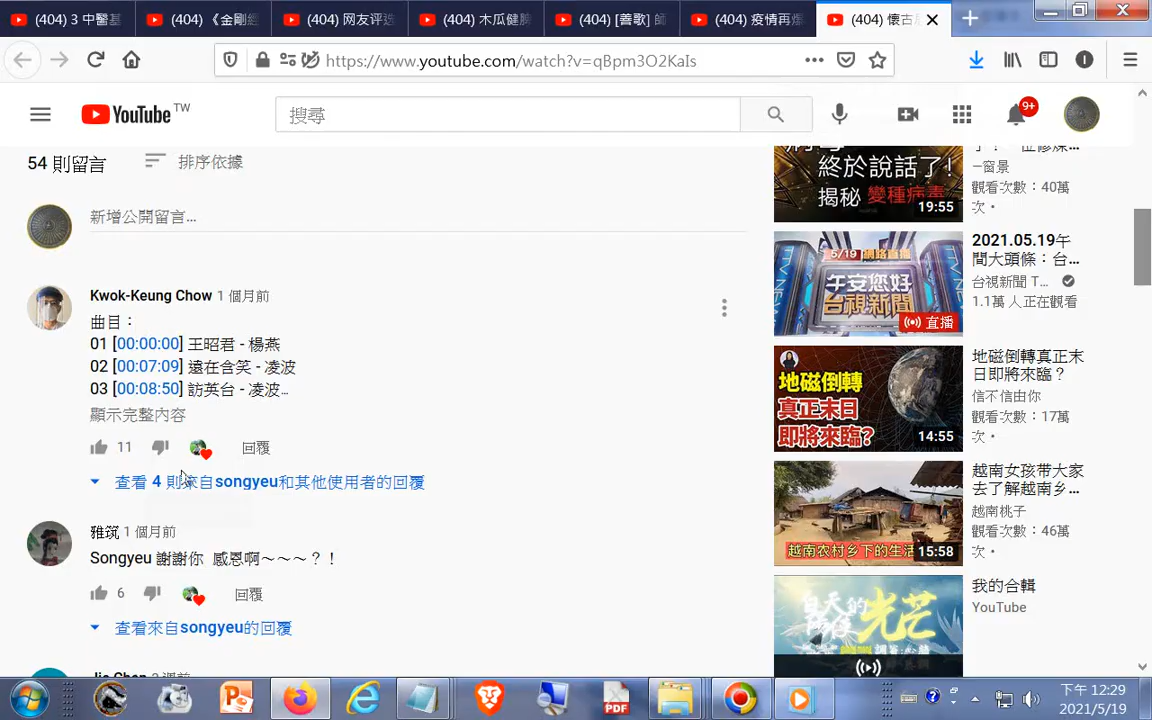 (404) 3 中醫基
(404) 《金剛經
(404) 网友评选
(404) 木瓜健脾
(404) [善歌] 師
(404) 疫情再爆
(404) 懷古
https://www.youtube.com/watch?v=qBpm3O2KaIs
YouTube TW
搜尋
9+
54 則留言
排序依據
新增公開留言...
Kwok-Keung Chow 1 個月前
曲目：
01 [00:00:00] 王昭君 - 楊燕
02 [00:07:09] 遠在含笑 - 凌波
03 [00:08:50] 訪英台 - 凌波...
顯示完整內容
11
回覆
查看 4 則來自songyeu和其他使用者的回覆
雅筑 1 個月前
Songyeu 謝謝你 感恩啊～～～？！
6
回覆
查看來自songyeu的回覆
終於說話了!
揭秘 變種病毒
19:55
一窗景
觀看次數：40萬
次・
5/19 網路直播
午安您好
台視新聞
直播
2021.05.19午
間大頭條：台...
台視新聞 T...
1.1萬 人正在觀看
地磁倒轉
真正末日
即將來臨？
14:55
地磁倒轉真正末
日即將來臨？
信不信由你
觀看次數：17萬
次・
越南农村乡下的生活
15:58
越南女孩带大家
去了解越南乡...
越南桃子
觀看次數：46萬
次・
白天的
光芒
我的合輯
YouTube
PDF
下午 12:29
2021/5/19